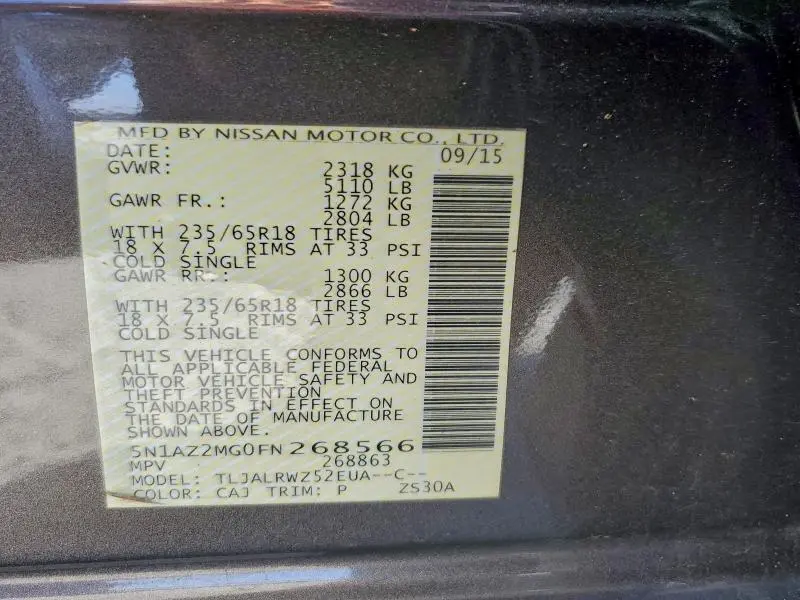 MFD BY NISSAN MOTOR CO., LTD.
DATE: 09/15
GVWR: 2318 KG
5110 LB
GAWR FR.: 1272 KG
2804 LB
WITH 235/65R18 TIRES
18 X 7.5 RIMS AT 33 PSI
COLD SINGLE
GAWR RR.: 1300 KG
2866 LB
WITH 235/65R18 TIRES
18 X 7.5 RIMS AT 33 PSI
COLD SINGLE
THIS VEHICLE CONFORMS TO
ALL APPLICABLE FEDERAL
MOTOR VEHICLE SAFETY AND
THEFT PREVENTION
STANDARDS IN EFFECT ON
THE DATE OF MANUFACTURE
SHOWN ABOVE.
5N1AZ2MG0FN268566
MPV 268863
MODEL: TLJALRWZ52EUA--C--
COLOR: CAJ TRIM: P ZS30A